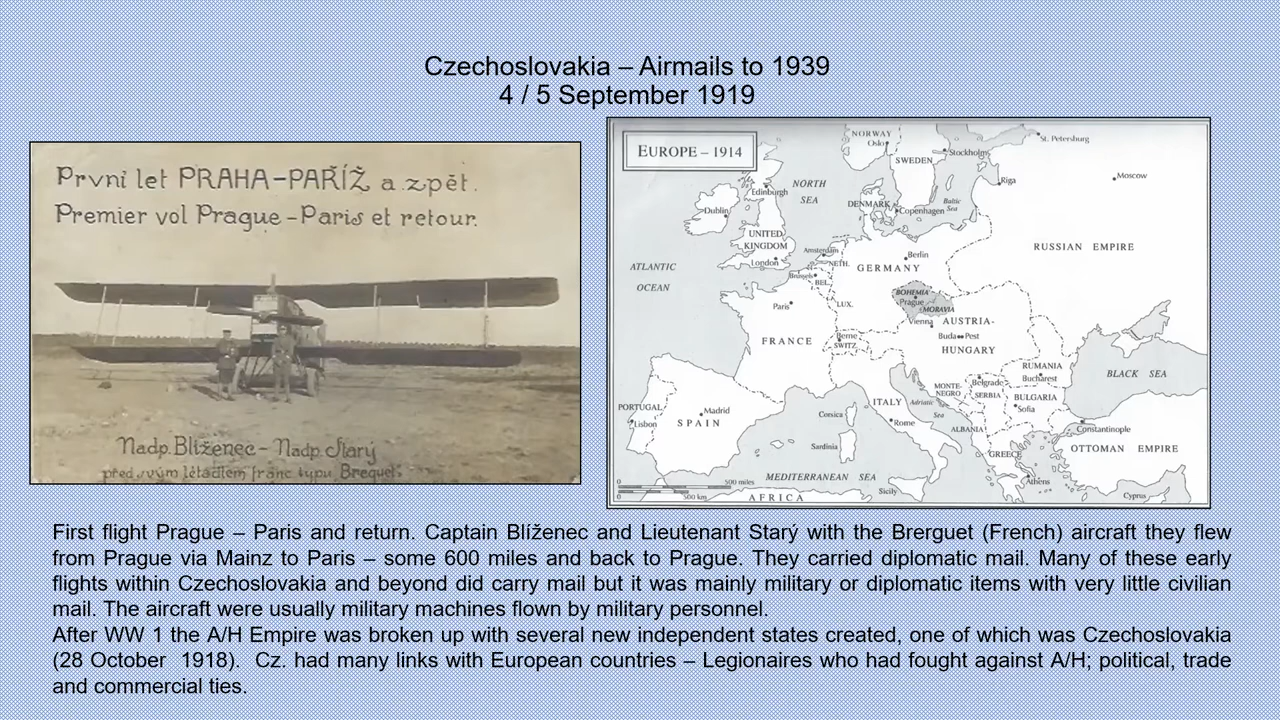 Czechoslovakia – Airmails to 1939
4 / 5 September 1919
První let PRAHA-PAŘÍŽ a zpět.
Premier vol Prague-Paris et retour.
Nadp. Blíženec - Nadp. Starý
před svým letadlem franc. typu Breguet.
EUROPE – 1914
NORWAY
Oslo
SWEDEN
Stockholm
St. Petersburg
Riga
Moscow
NORTH
SEA
Edinburgh
Dublin
DENMARK
Copenhagen
Baltic
Sea
UNITED
KINGDOM
London
Amsterdam
NETH.
Brussels
BEL.
LUX.
Berlin
GERMANY
RUSSIAN EMPIRE
ATLANTIC
OCEAN
BOHEMIA
Prague
MORAVIA
Vienna
AUSTRIA-
HUNGARY
Buda
Pest
Paris
FRANCE
Berne
SWITZ.
RUMANIA
Bucharest
BLACK SEA
MONTE-
NEGRO
Belgrade
SERBIA
BULGARIA
Sofia
ITALY
Rome
Adriatic
Sea
Corsica
Sardinia
ALBANIA
Constantinople
OTTOMAN EMPIRE
GREECE
Athens
Cyprus
PORTUGAL
Lisbon
Madrid
SPAIN
MEDITERRANEAN SEA
Sicily
AFRICA
0
500 miles
0
500 km
First flight Prague – Paris and return. Captain Blíženec and Lieutenant Starý with the Brerguet (French) aircraft they flew
from Prague via Mainz to Paris – some 600 miles and back to Prague. They carried diplomatic mail. Many of these early
flights within Czechoslovakia and beyond did carry mail but it was mainly military or diplomatic items with very little civilian
mail. The aircraft were usually military machines flown by military personnel.
After WW 1 the A/H Empire was broken up with several new independent states created, one of which was Czechoslovakia
(28 October 1918). Cz. had many links with European countries – Legionaires who had fought against A/H; political, trade
and commercial ties.